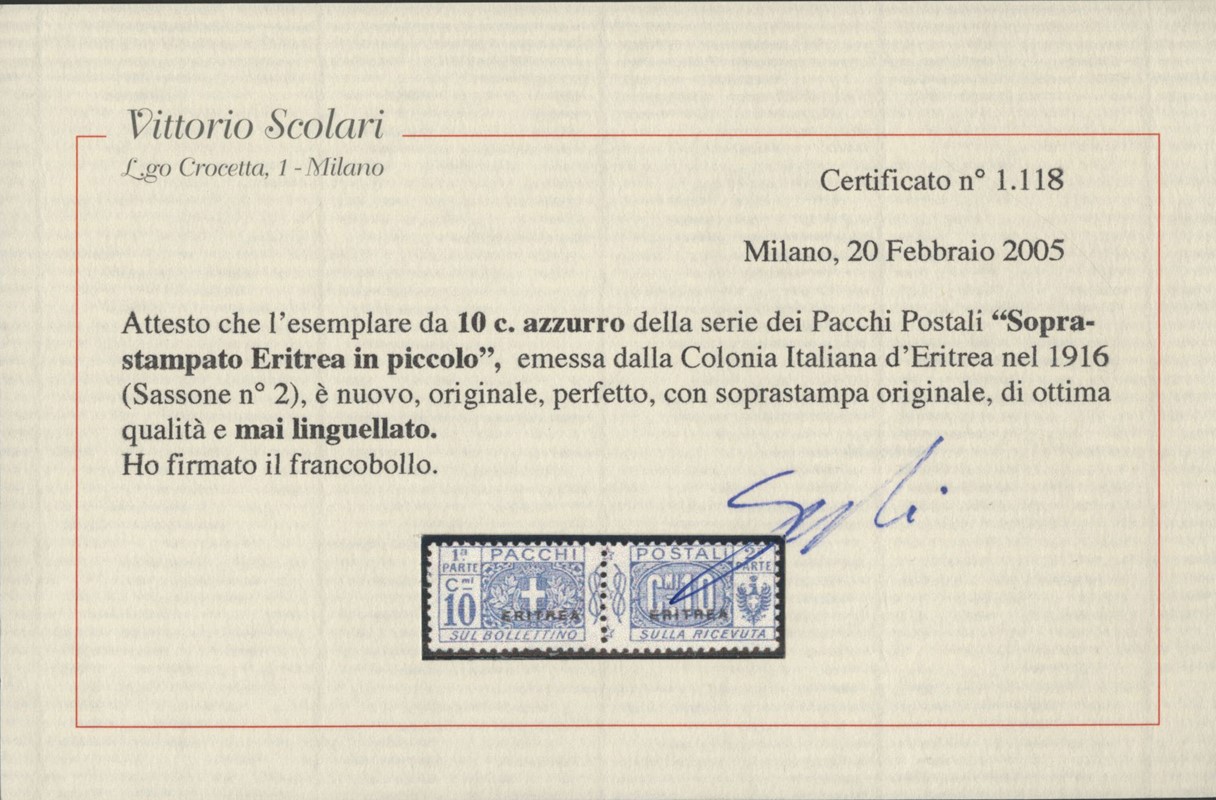 Vittorio Scolari
L.go Crocetta, 1 - Milano
Certificato n° 1.118
Milano, 20 Febbraio 2005
Attesto che l'esemplare da 10 c. azzurro della serie dei Pacchi Postali “Sopra-
stampato Eritrea in piccolo”, emessa dalla Colonia Italiana d'Eritrea nel 1916
(Sassone n° 2), è nuovo, originale, perfetto, con soprastampa originale, di ottima
qualità e mai linguellato.
Ho firmato il francobollo.
1ª PACCHI POSTALI 2ª
PARTE PARTE
Cmi
10
ERITREA ERITREA
SUL BOLLETTINO SULLA RICEVUTA